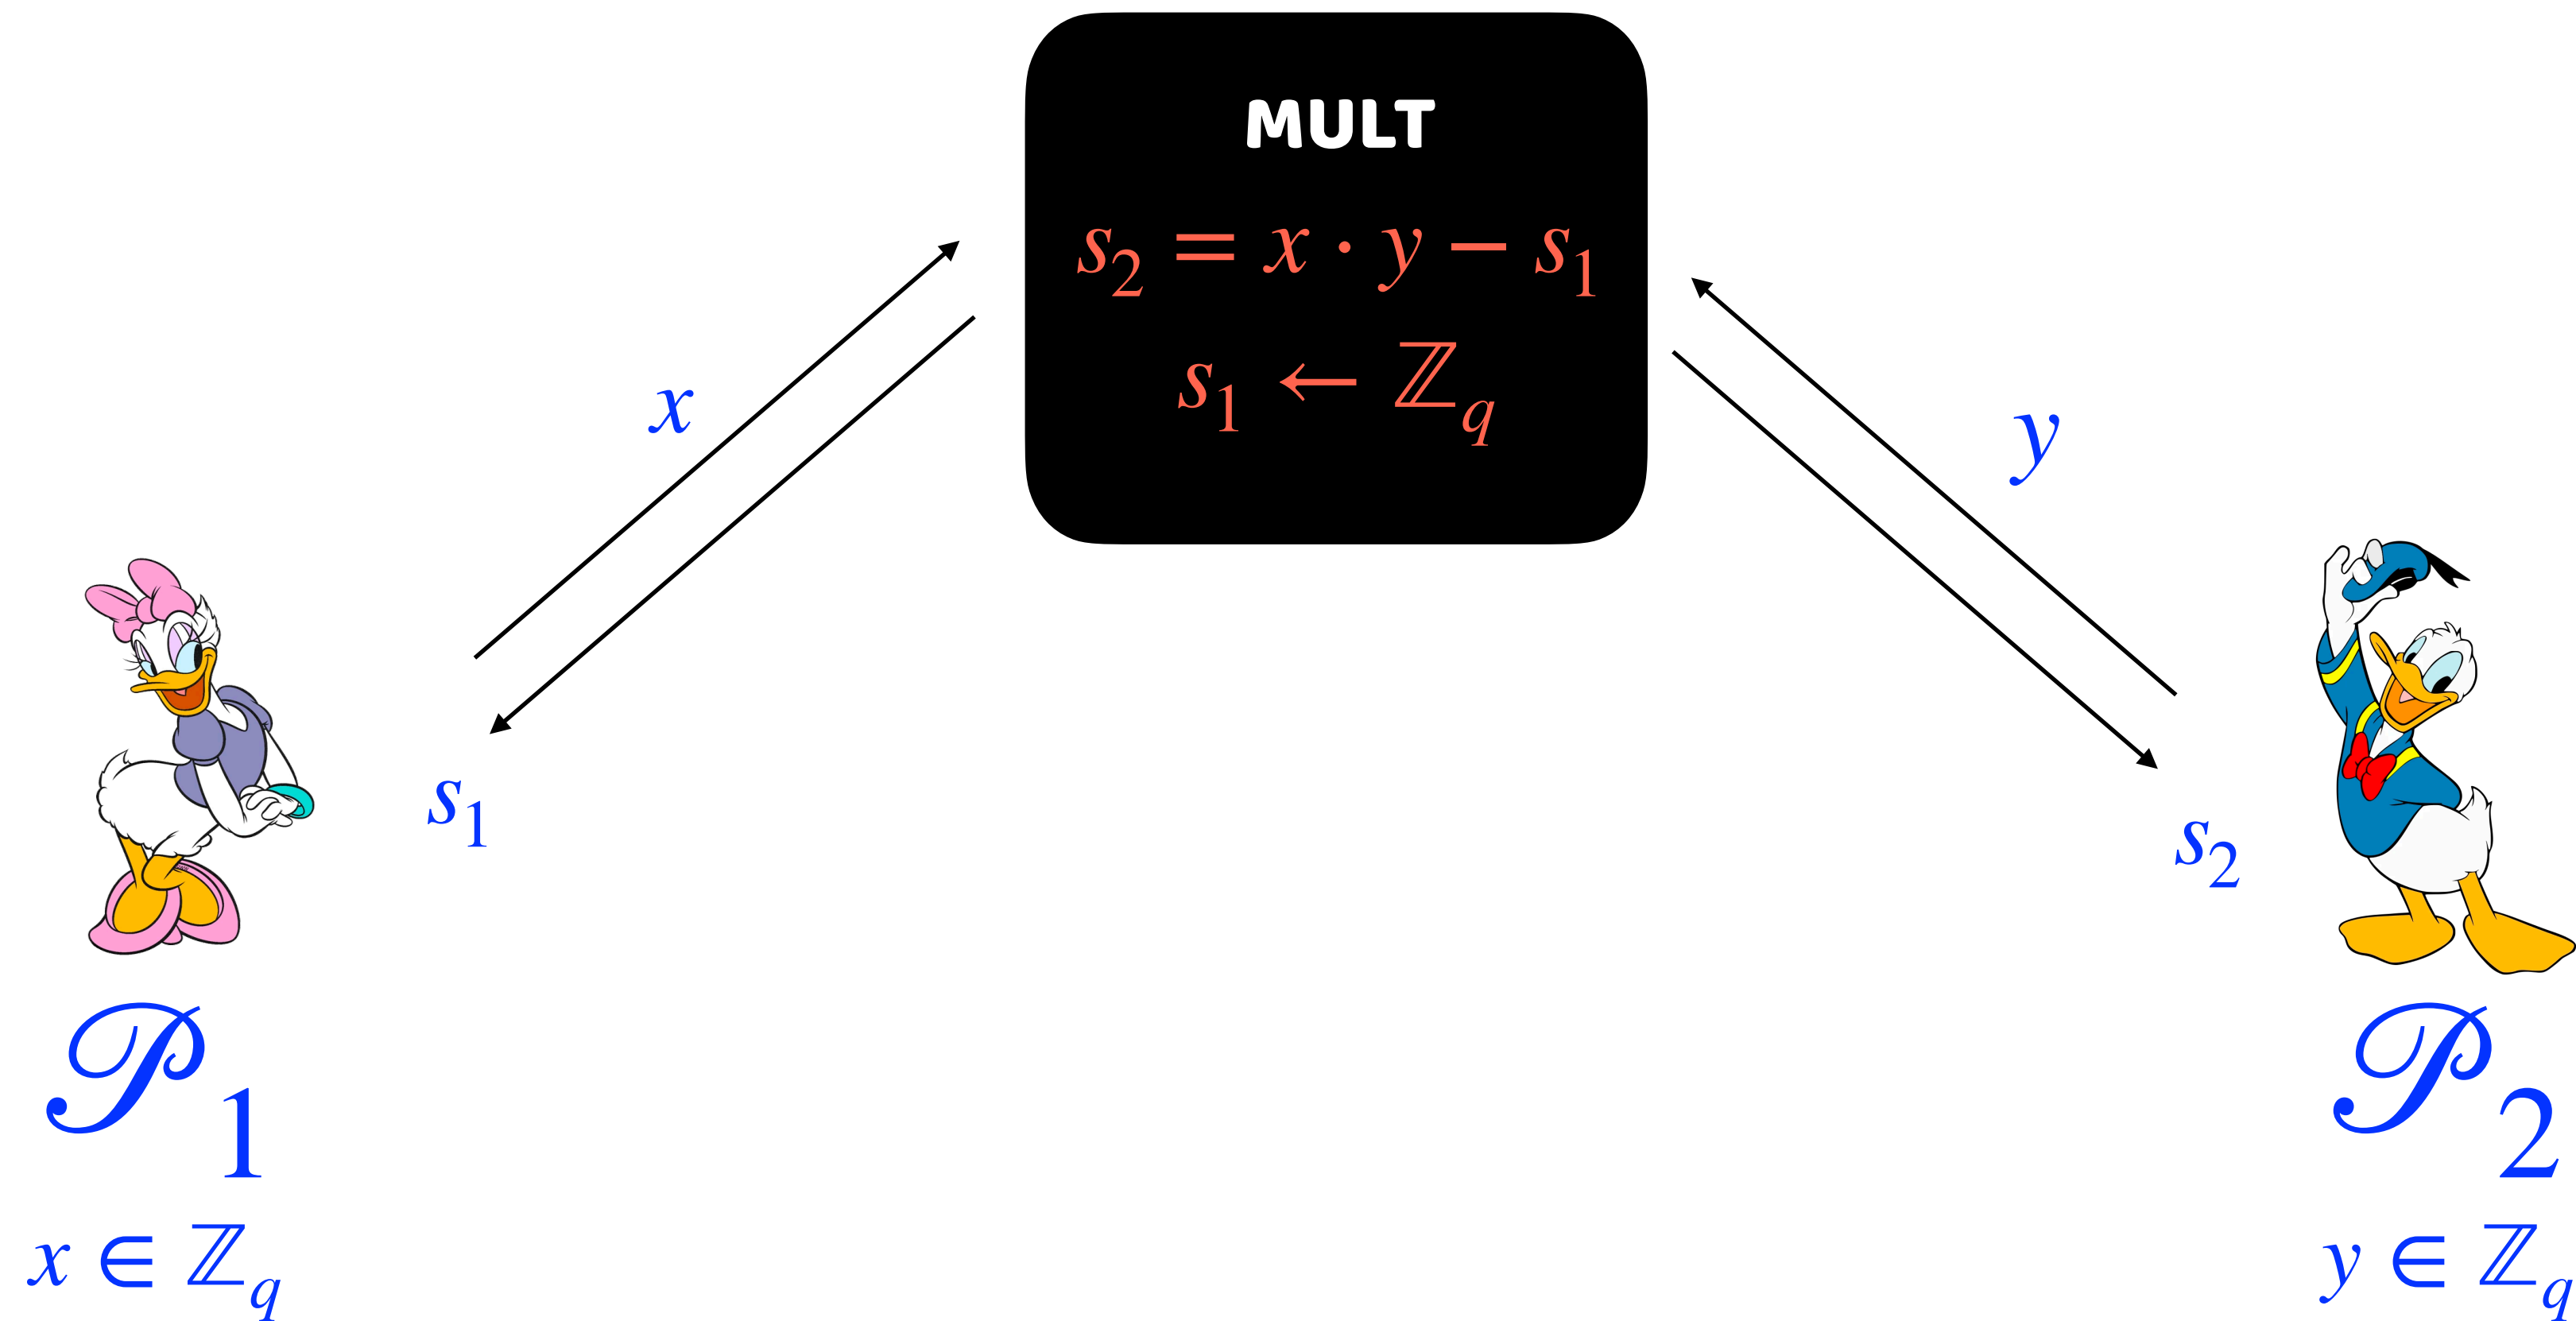 MULT
s₂ = x · y − s₁
s₁ ← ℤ_q
x
y
s₁
s₂
𝒫₁
𝒫₂
x ∈ ℤ_q
y ∈ ℤ_q